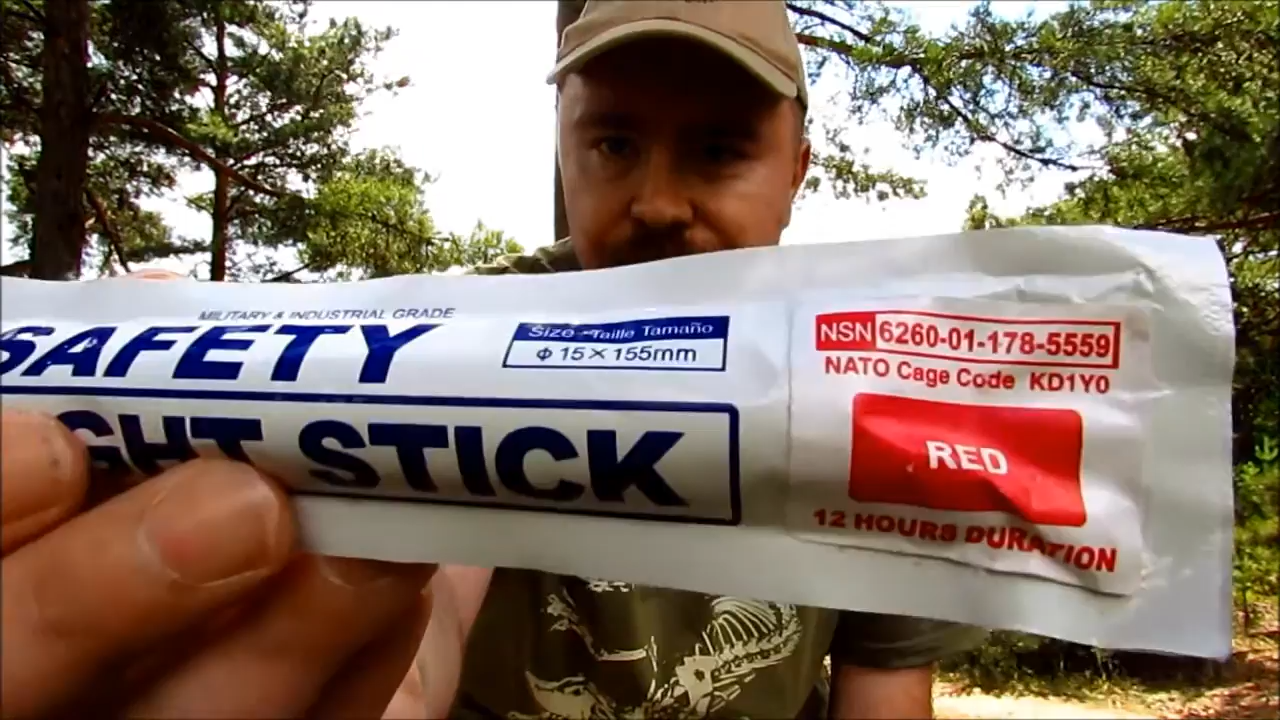 MILITARY & INDUSTRIAL GRADE
SAFETY
GHT STICK
Size Taille Tamaño
Φ 15 × 155mm
NSN 6260-01-178-5559
NATO Cage Code KD1Y0
RED
12 HOURS DURATION